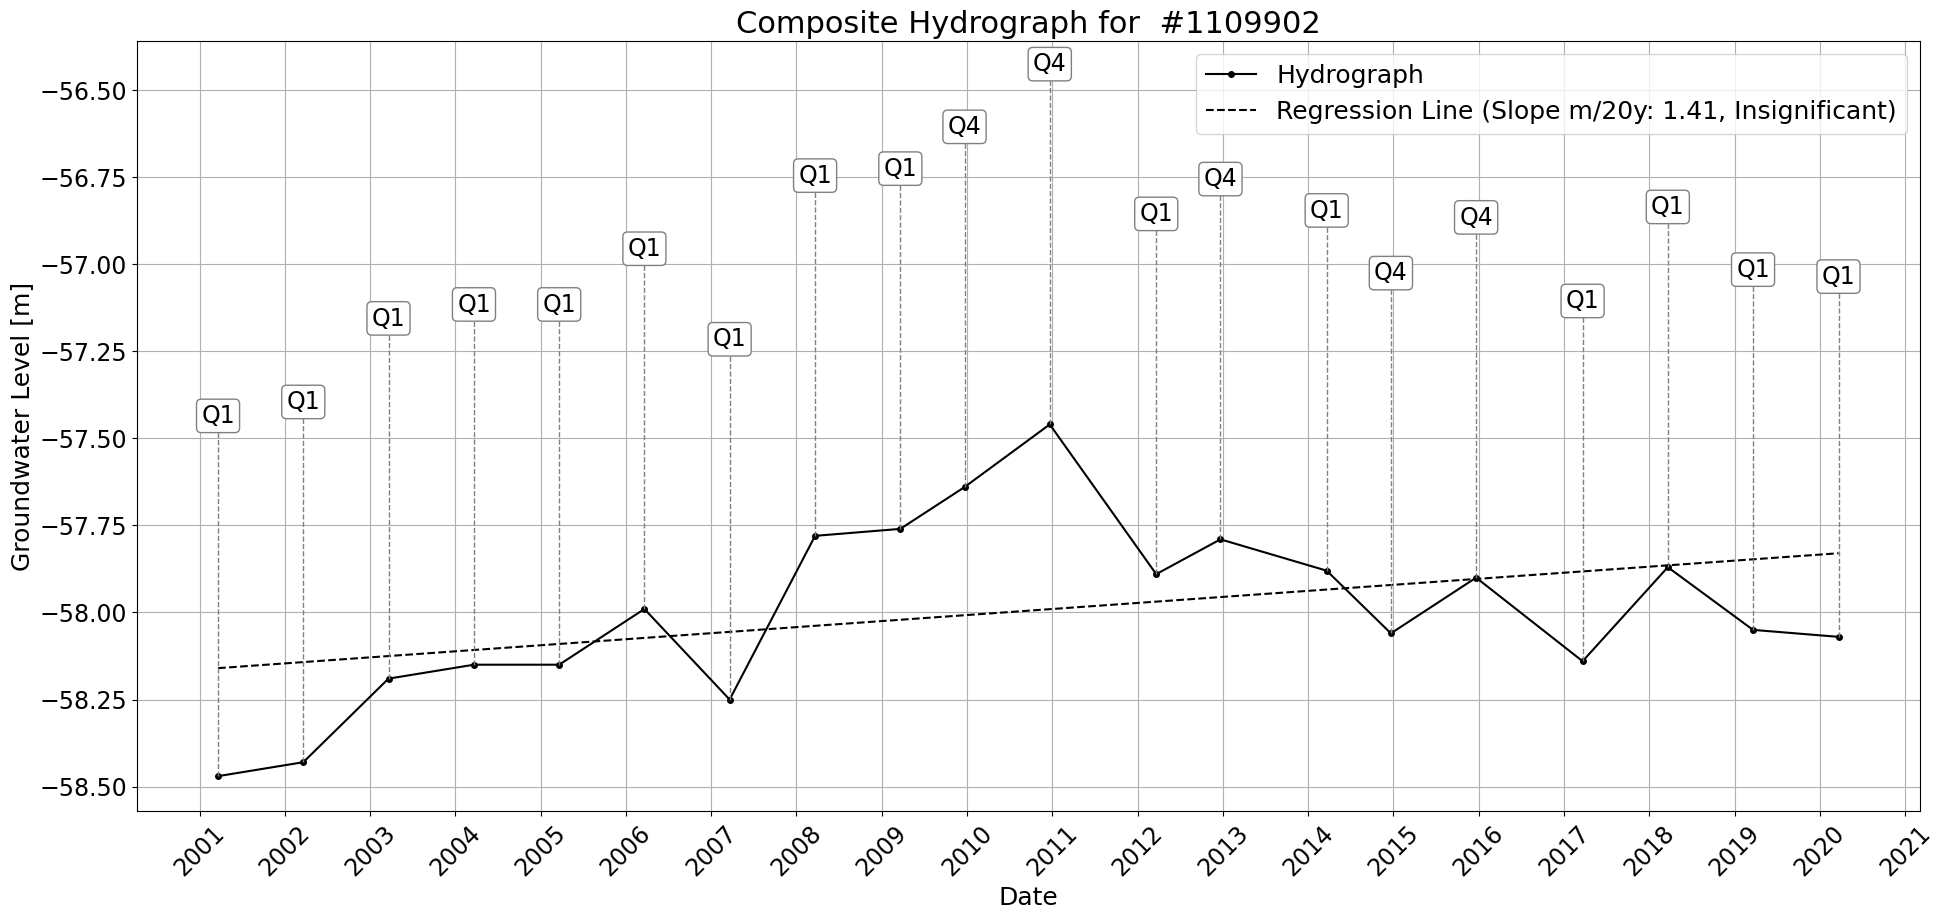 Composite Hydrograph for  #1109902
Hydrograph
Regression Line (Slope m/20y: 1.41, Insignificant)
Groundwater Level [m]
−56.50
−56.75
−57.00
−57.25
−57.50
−57.75
−58.00
−58.25
−58.50
Q1
Q1
Q1
Q1
Q1
Q1
Q1
Q1
Q1
Q4
Q4
Q1
Q4
Q1
Q4
Q4
Q1
Q1
Q1
Q1
2001
2002
2003
2004
2005
2006
2007
2008
2009
2010
2011
2012
2013
2014
2015
2016
2017
2018
2019
2020
2021
Date